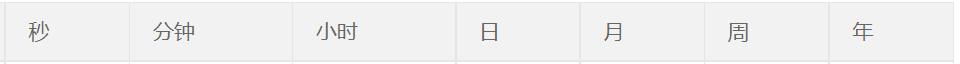 秒 分钟 小时 日 月 周 年